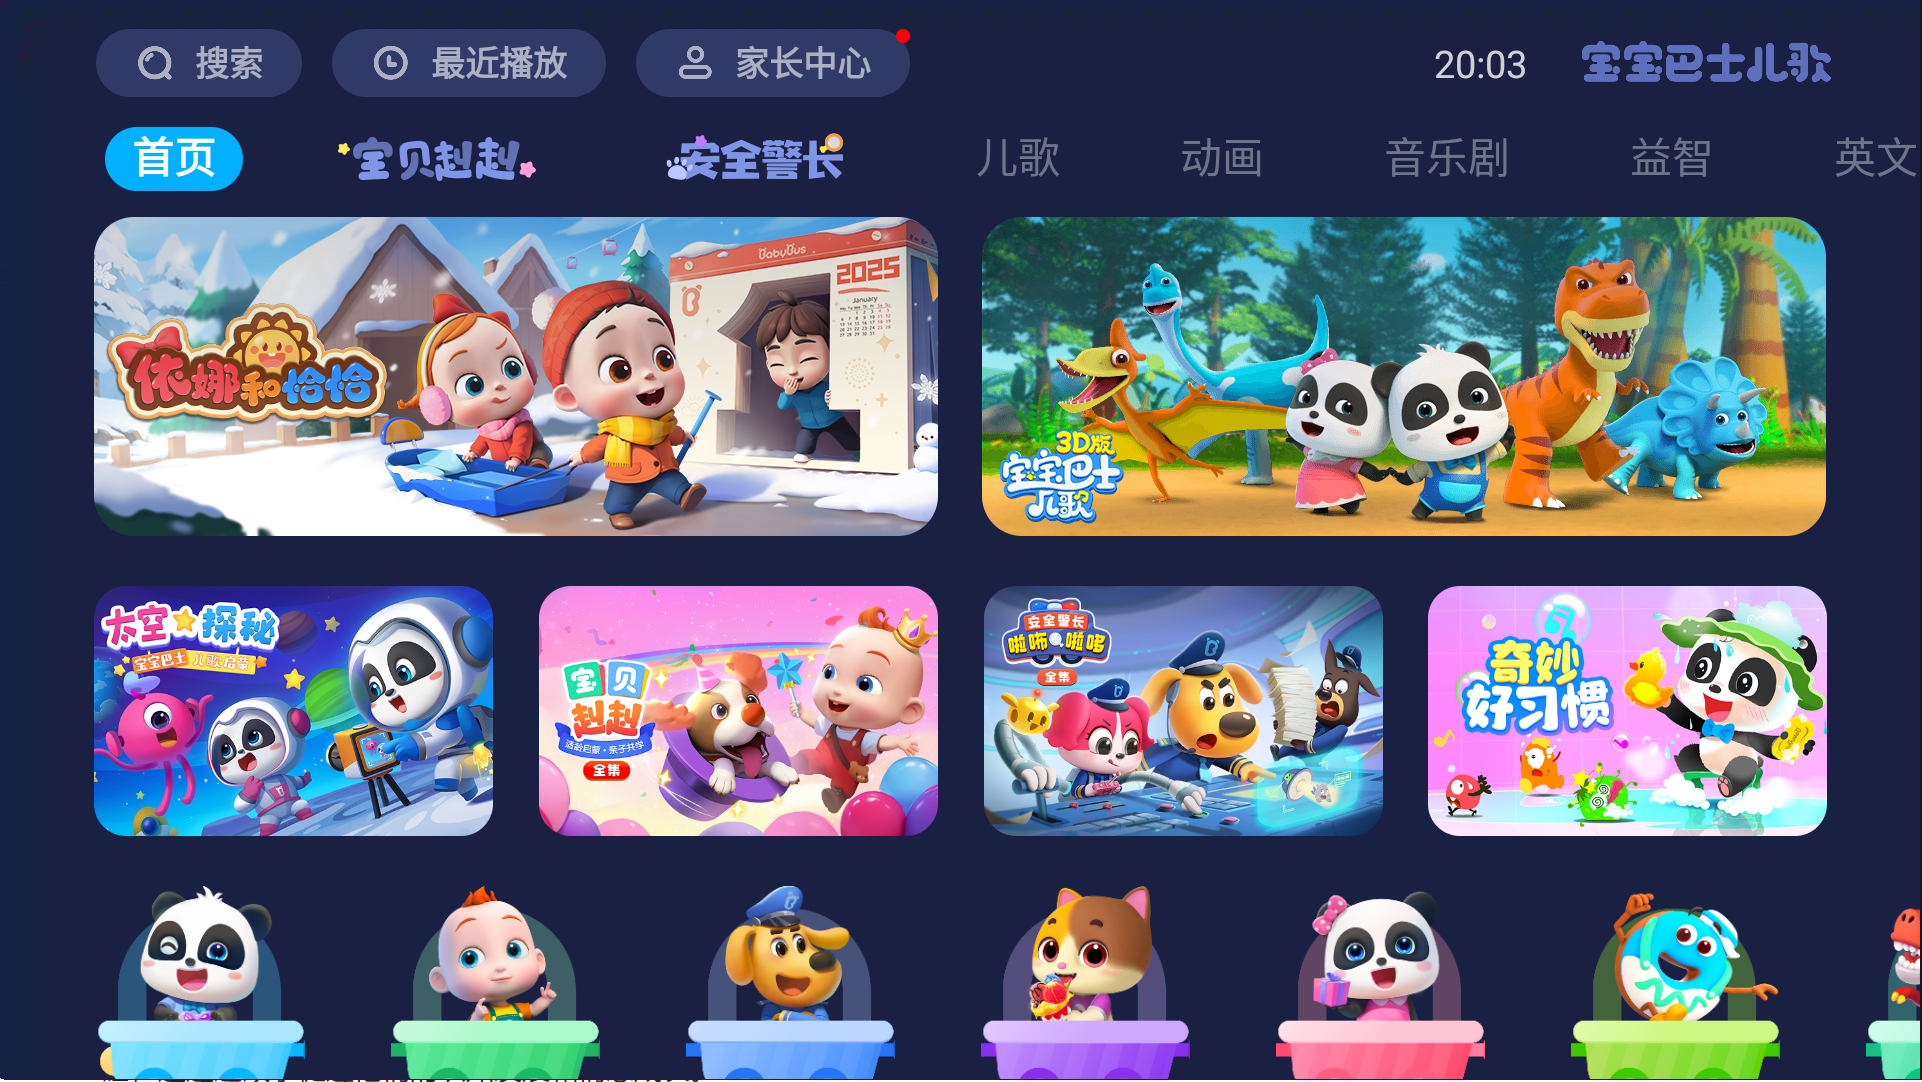 搜索
最近播放
家长中心
20:03
宝宝巴士儿歌
首页
宝贝赳赳
安全警长
儿歌
动画
音乐剧
益智
英文
依娜和恰恰
BabyBus
2025
January
3D版
宝宝巴士
儿歌
太空探秘
宝宝巴士 儿歌启蒙
宝贝
赳赳
适龄启蒙·亲子共学
全集
安全警长
啦咘啦哆
全集
奇妙
好习惯